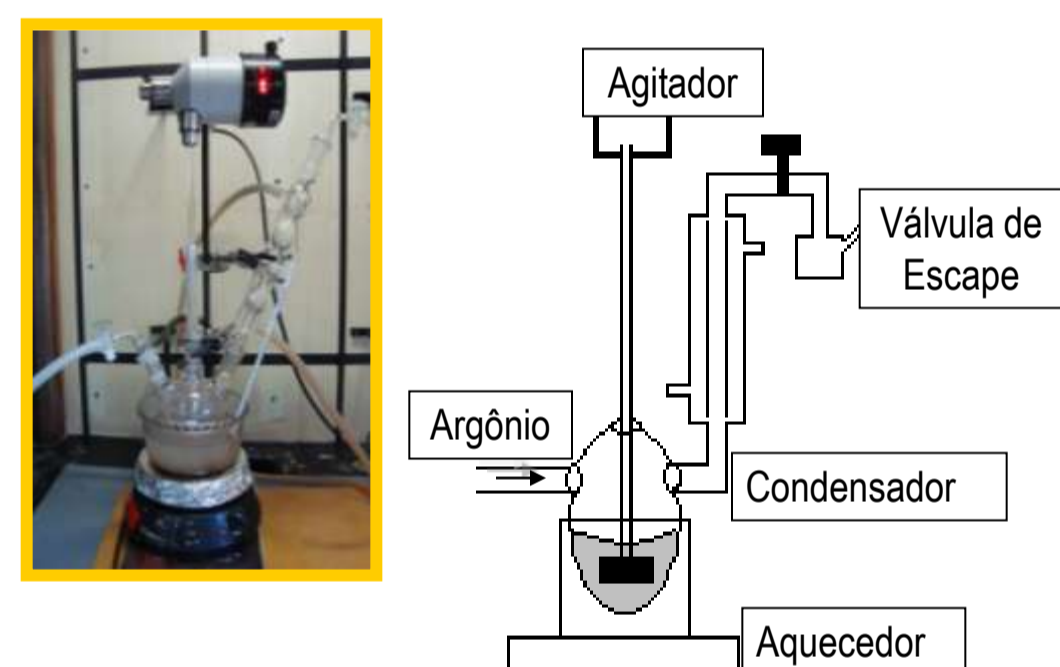 Agitador
Válvula de
Escape
Argônio
Condensador
Aquecedor